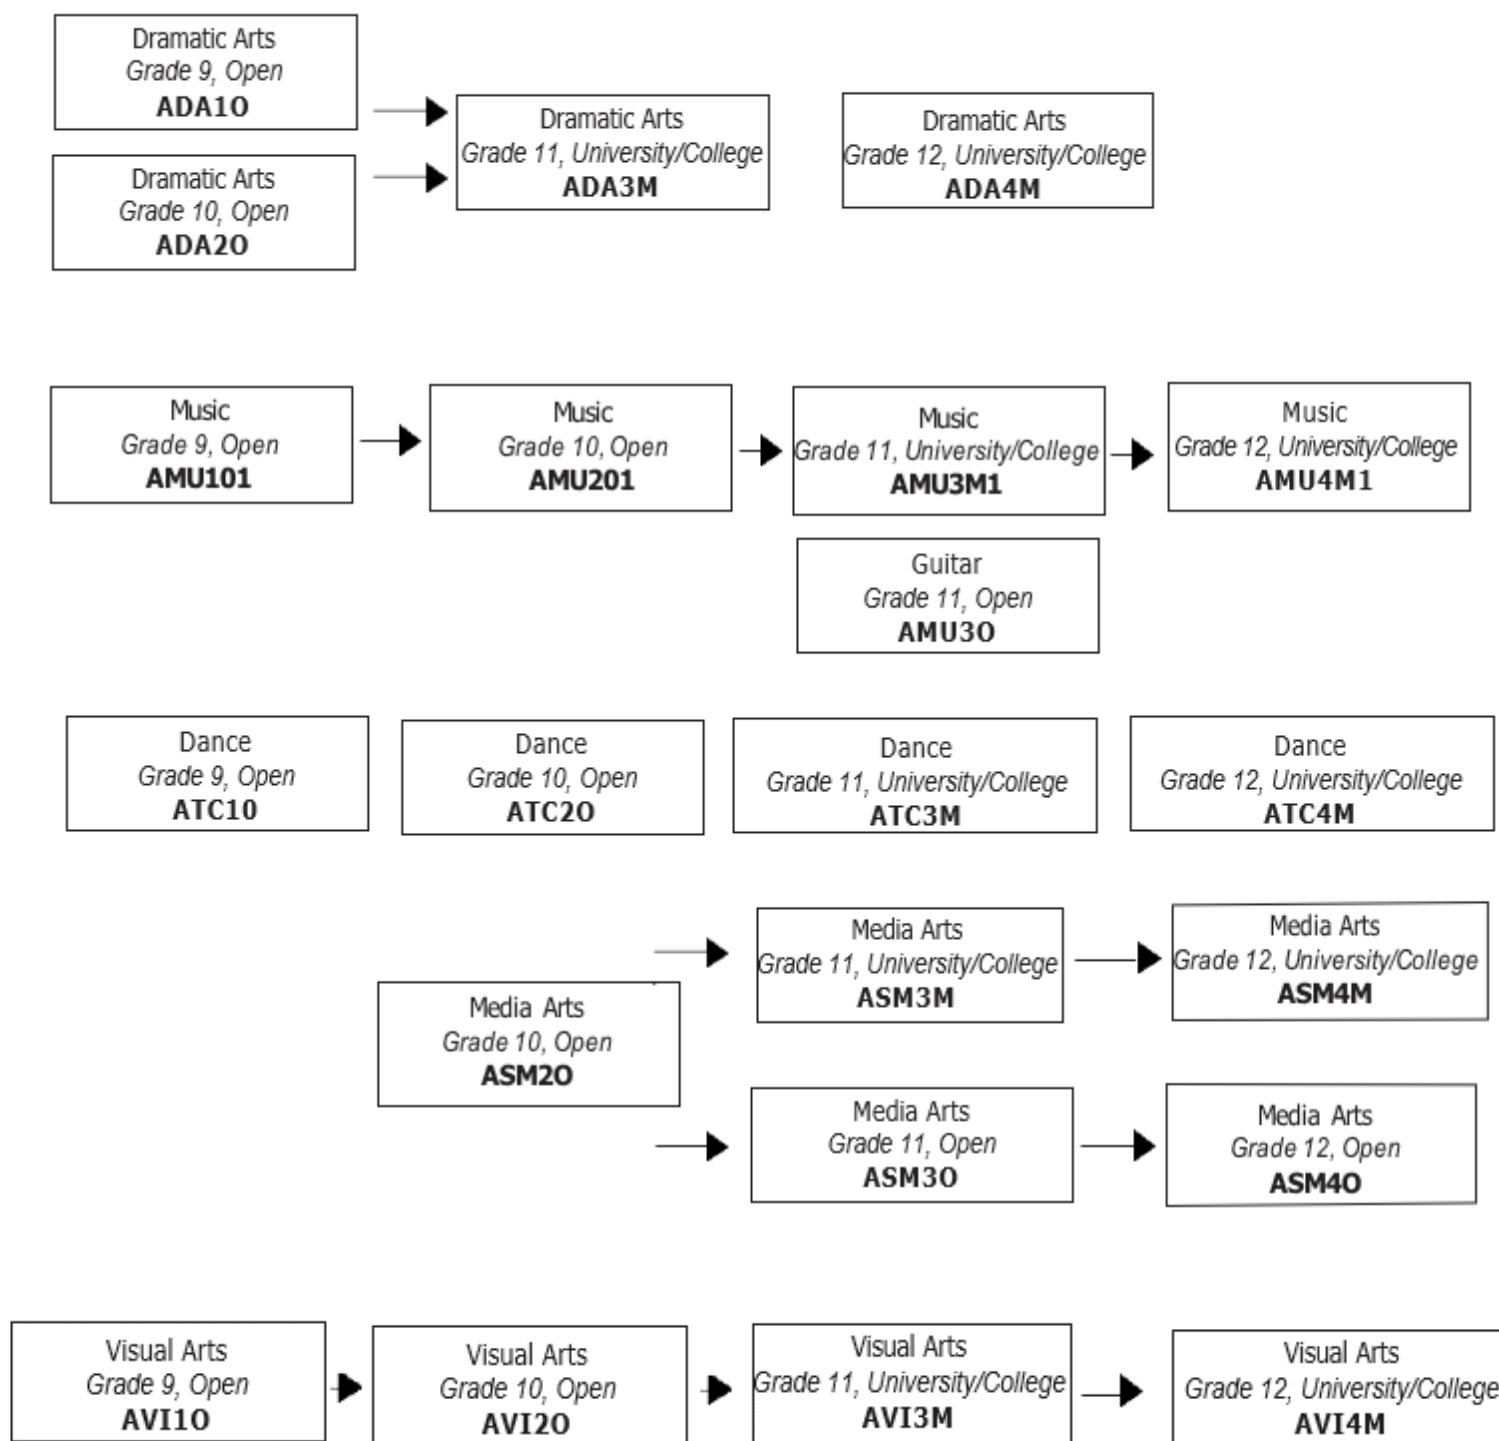 Dramatic Arts
Grade 9, Open
ADA1O
Dramatic Arts
Grade 10, Open
ADA2O
Dramatic Arts
Grade 11, University/College
ADA3M
Dramatic Arts
Grade 12, University/College
ADA4M
Music
Grade 9, Open
AMU101
Music
Grade 10, Open
AMU201
Music
Grade 11, University/College
AMU3M1
Music
Grade 12, University/College
AMU4M1
Guitar
Grade 11, Open
AMU3O
Dance
Grade 9, Open
ATC10
Dance
Grade 10, Open
ATC2O
Dance
Grade 11, University/College
ATC3M
Dance
Grade 12, University/College
ATC4M
Media Arts
Grade 10, Open
ASM2O
Media Arts
Grade 11, University/College
ASM3M
Media Arts
Grade 12, University/College
ASM4M
Media Arts
Grade 11, Open
ASM3O
Media Arts
Grade 12, Open
ASM4O
Visual Arts
Grade 9, Open
AVI1O
Visual Arts
Grade 10, Open
AVI2O
Visual Arts
Grade 11, University/College
AVI3M
Visual Arts
Grade 12, University/College
AVI4M